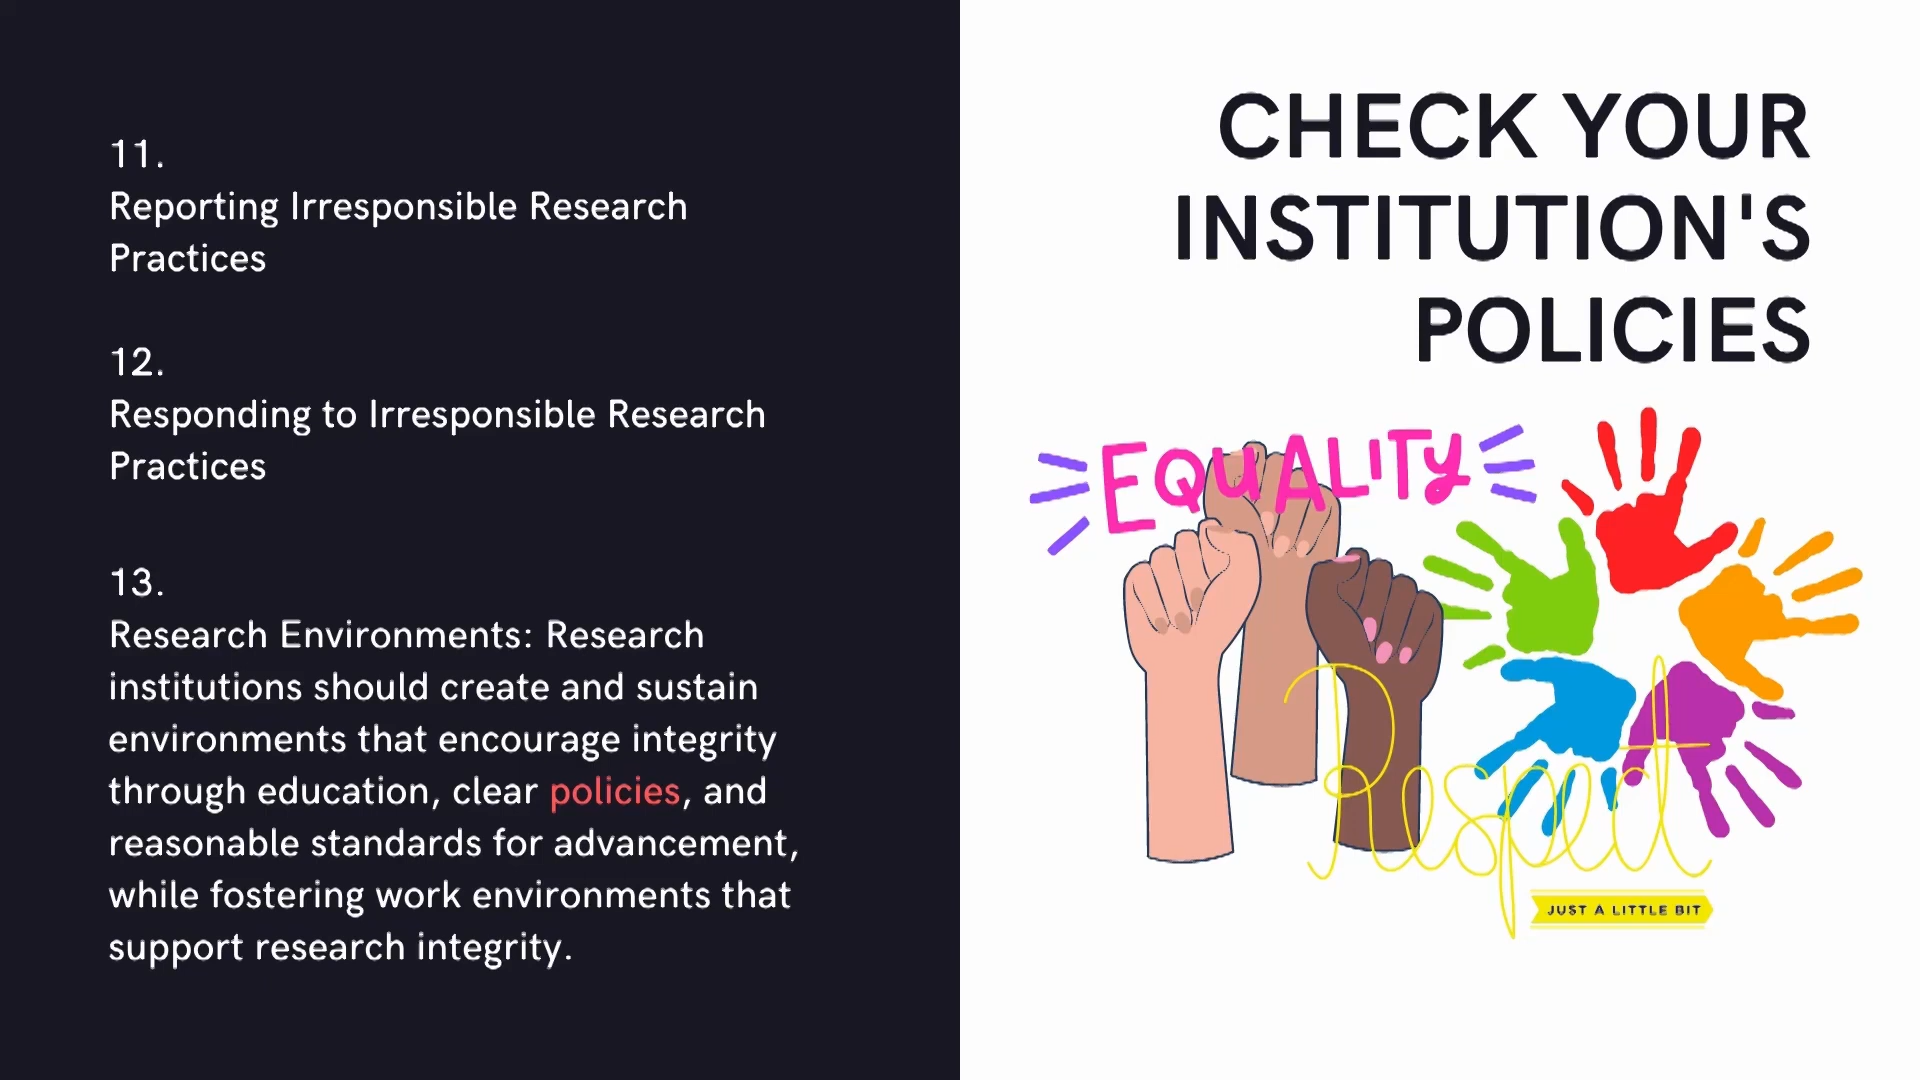 11.
Reporting Irresponsible Research
Practices
12.
Responding to Irresponsible Research
Practices
13.
Research Environments: Research
institutions should create and sustain
environments that encourage integrity
through education, clear policies, and
reasonable standards for advancement,
while fostering work environments that
support research integrity.
CHECK YOUR
INSTITUTION'S
POLICIES
EQUALITY
Respect
JUST A LITTLE BIT